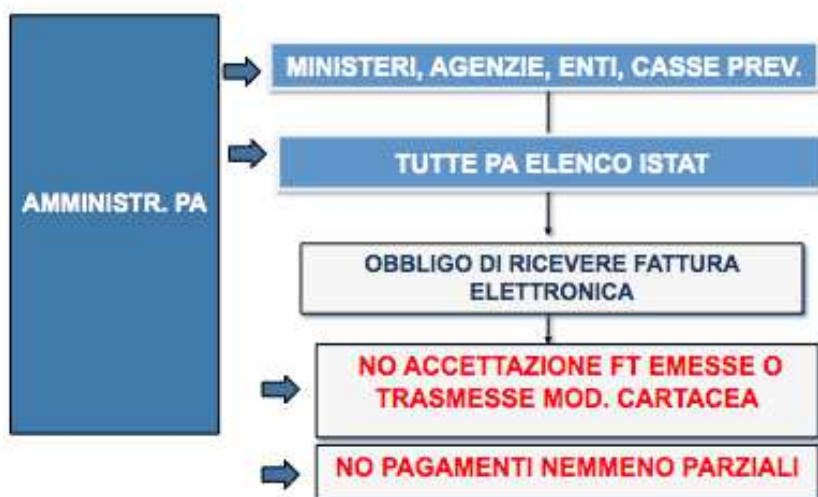 AMMINISTR. PA
MINISTERI, AGENZIE, ENTI, CASSE PREV.
TUTTE PA ELENCO ISTAT
OBBLIGO DI RICEVERE FATTURA
ELETTRONICA
NO ACCETTAZIONE FT EMESSE O
TRASMESSE MOD. CARTACEA
NO PAGAMENTI NEMMENO PARZIALI